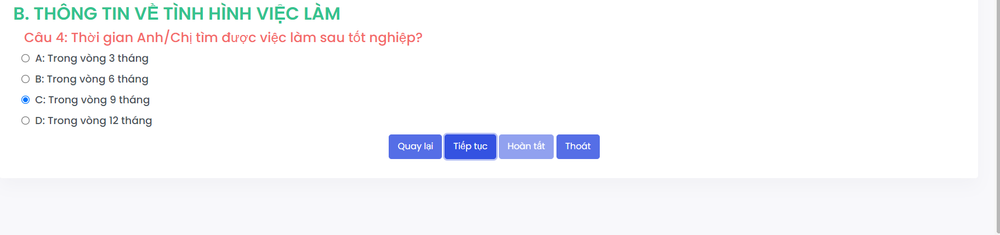 B. THÔNG TIN VỀ TÌNH HÌNH VIỆC LÀM
Câu 4: Thời gian Anh/Chị tìm được việc làm sau tốt nghiệp?
A: Trong vòng 3 tháng
B: Trong vòng 6 tháng
C: Trong vòng 9 tháng
D: Trong vòng 12 tháng
Quay lại Tiếp tục Hoàn tất Thoát